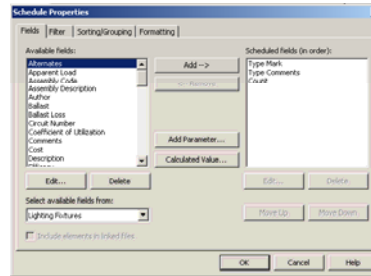 Schedule Properties
Fields Filter Sorting/Grouping Formatting
Available fields:
Scheduled fields (in order):
Alternates
Apparent Load
Assembly Code
Assembly Description
Author
Ballast
Ballast Loss
Circuit Number
Coefficient of Utilization
Comments
Cost
Description
Efficacy
Add -->
<-- Remove
Add Parameter...
Calculated Value...
Type Mark
Type Comments
Count
Edit... Delete
Edit... Delete
Select available fields from:
Lighting Fixtures
Move Up Move Down
Include elements in linked files
OK Cancel Help